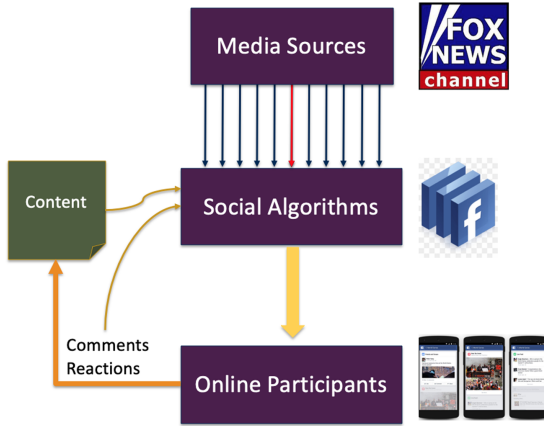 Media Sources
FOX
NEWS
channel
Content
Social Algorithms
f
Comments
Reactions
Online Participants